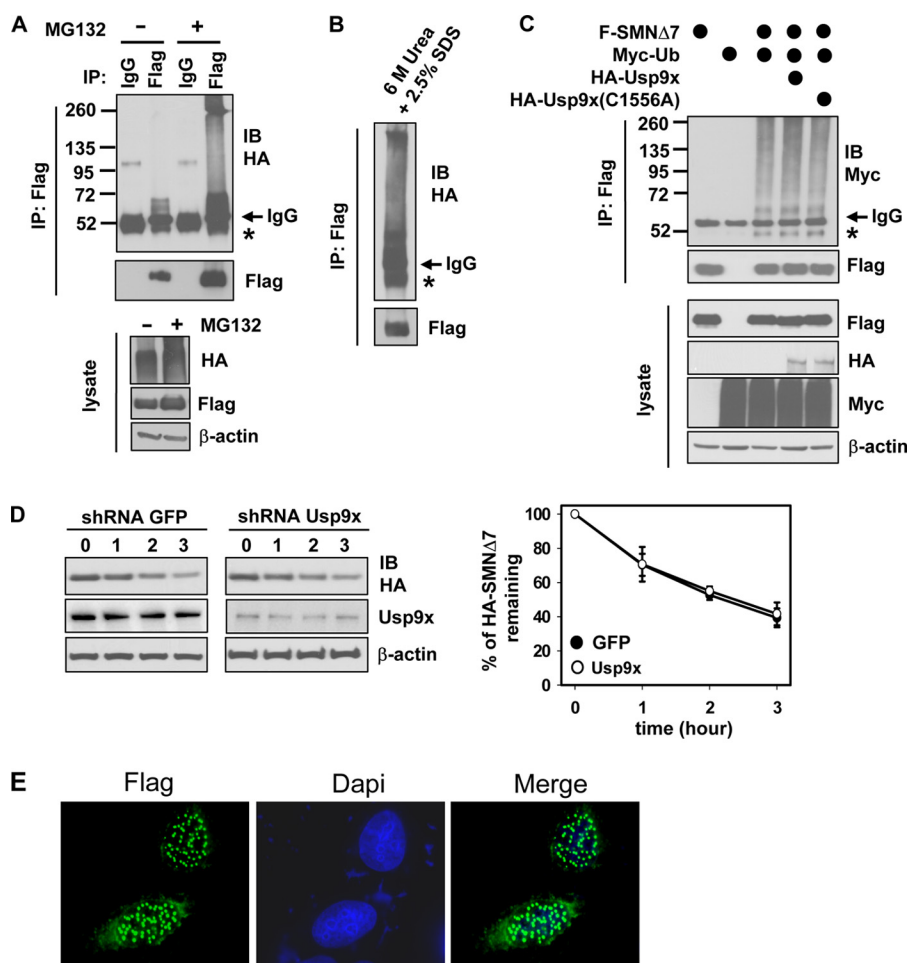 A
MG132 – +
IP: IgG Flag IgG Flag
IP: Flag
260
135
95
72
52
IB
HA
IgG
*
Flag
– + MG132
lysate
HA
Flag
β-actin
B
6 M Urea
+ 2.5% SDS
IP: Flag
IB
HA
IgG
*
Flag
C
F-SMNΔ7
Myc-Ub
HA-Usp9x
HA-Usp9x(C1556A)
IP: Flag
260
135
95
72
52
IB
Myc
IgG
*
Flag
lysate
Flag
HA
Myc
β-actin
D
shRNA GFP shRNA Usp9x
0 1 2 3 0 1 2 3
IB
HA
Usp9x
β-actin
% of HA-SMNΔ7
remaining
100
80
60
40
20
0
GFP
Usp9x
0 1 2 3
time (hour)
E
Flag Dapi Merge